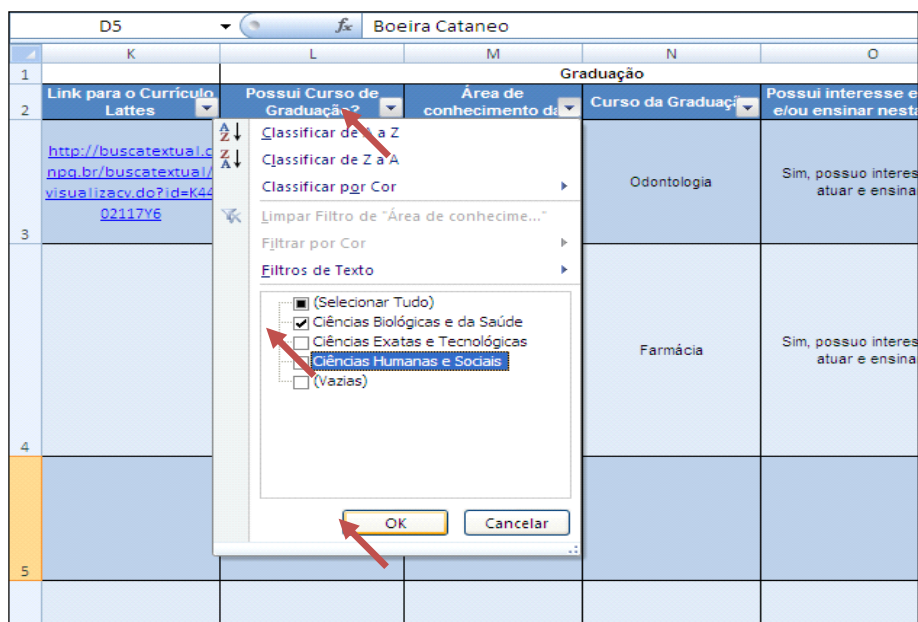 D5 fx Boeira Cataneo
K L M N O
1 Graduação
2
Link para o Currículo
Lattes
Possui Curso de
Graduação?
Área de
conhecimento da
Curso da Graduaçã
Possui interesse e
e/ou ensinar nesta
http://buscatextual.c
npq.br/buscatextual/
visualizacv.do?id=K44
02117Y6
3
Classificar de A a Z
Classificar de Z a A
Classificar por Cor
Limpar Filtro de "Área de conhecime..."
Filtrar por Cor
Filtros de Texto
(Selecionar Tudo)
Ciências Biológicas e da Saúde
Ciências Exatas e Tecnológicas
Ciências Humanas e Sociais
(Vazias)
OK Cancelar
Odontologia
Sim, possuo interes
atuar e ensina
4
Farmácia
Sim, possuo interes
atuar e ensina
5